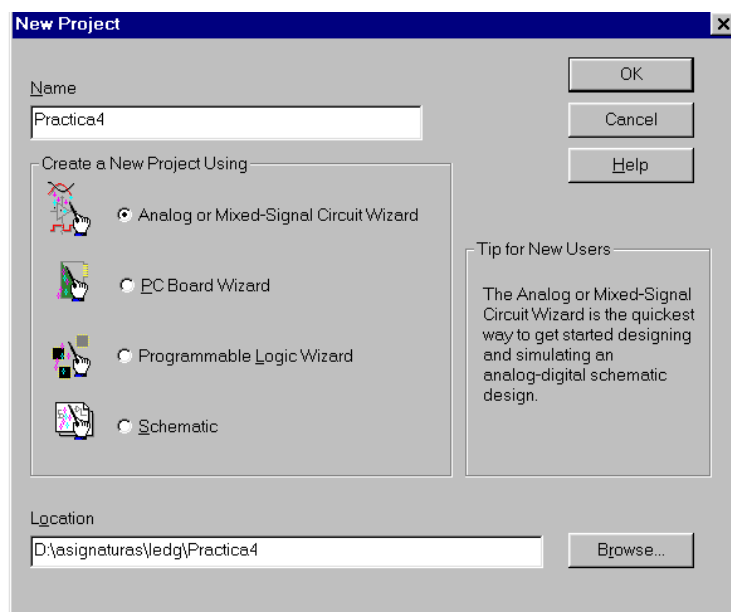 New Project
Name
Practica4
OK
Cancel
Help
Create a New Project Using
Analog or Mixed-Signal Circuit Wizard
PC Board Wizard
Programmable Logic Wizard
Schematic
Tip for New Users
The Analog or Mixed-Signal
Circuit Wizard is the quickest
way to get started designing
and simulating an
analog-digital schematic
design.
Location
D:\asignaturas\ledg\Practica4
Browse...